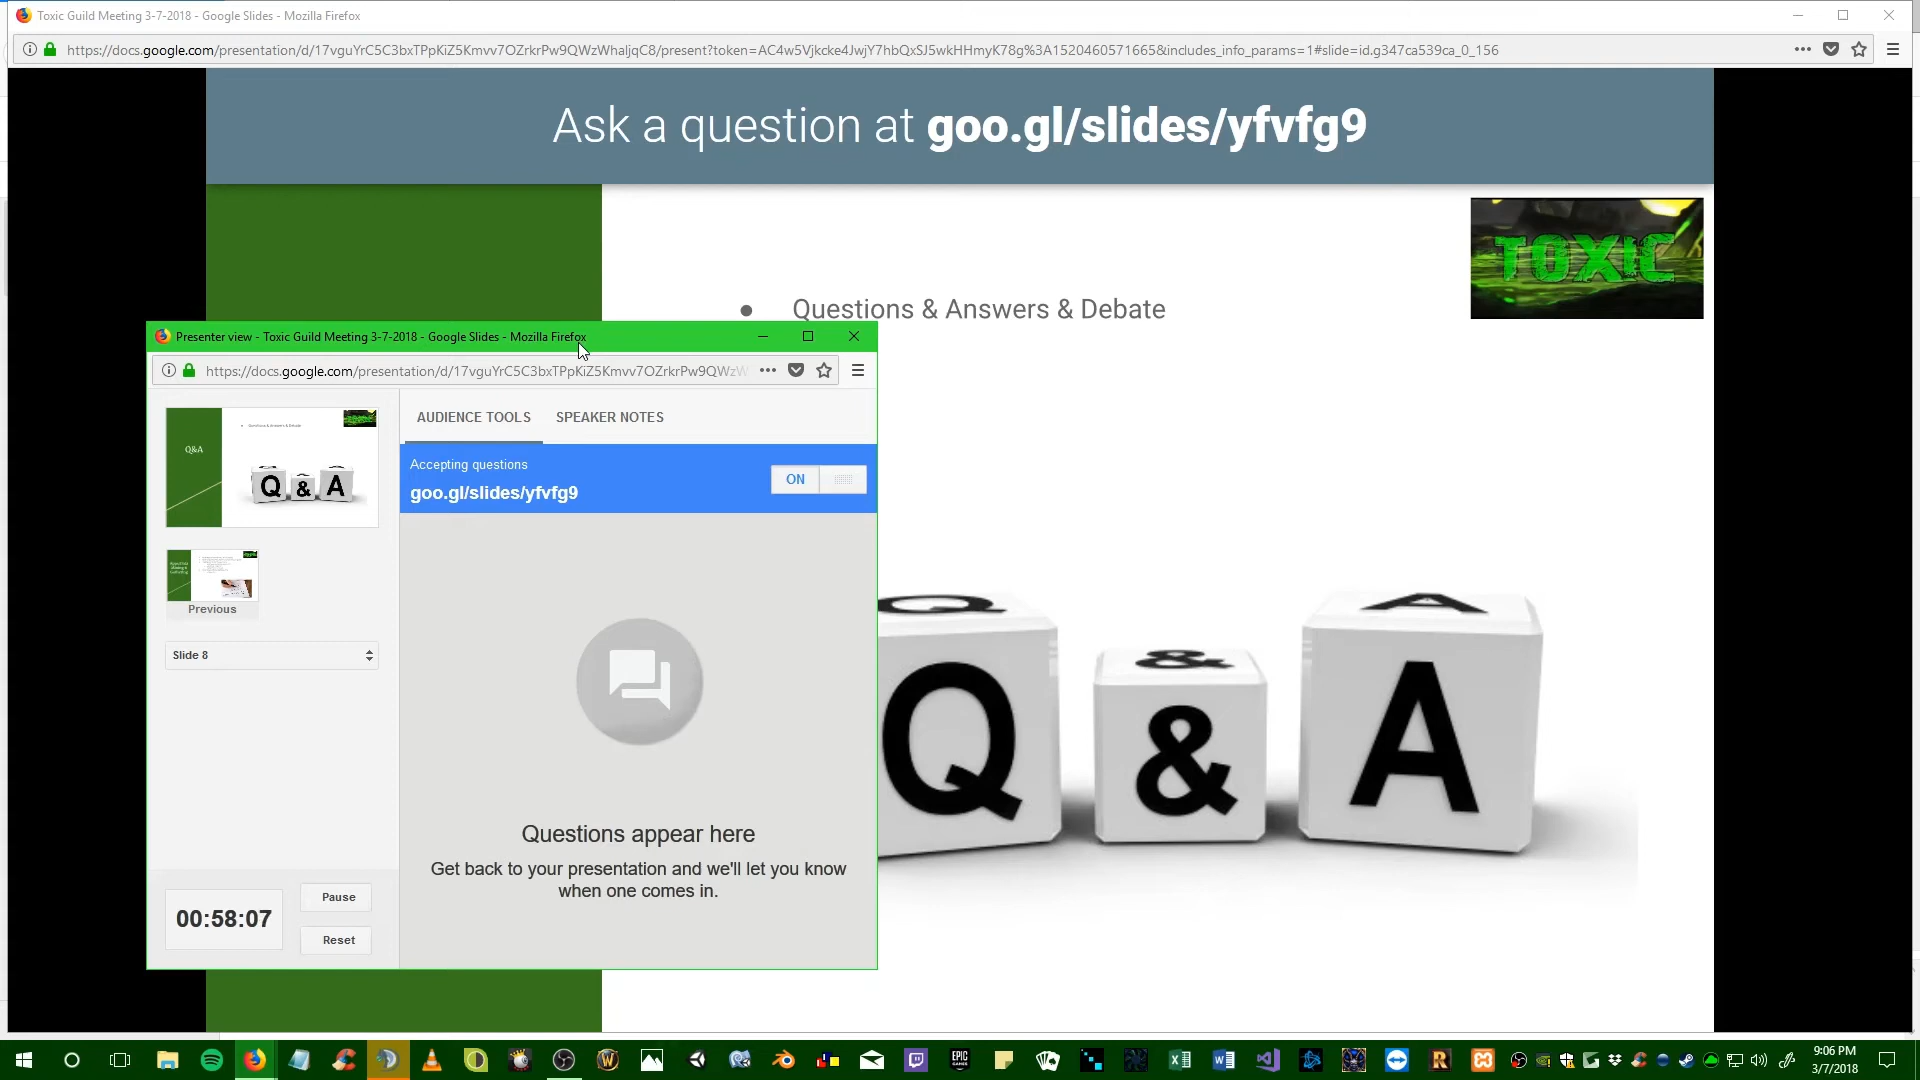 Toxic Guild Meeting 3-7-2018 - Google Slides - Mozilla Firefox
https://docs.google.com/presentation/d/17vguYrC5C3bxTPpKiZ5Kmvv7OZrkrPw9QWzWhaljqC8/present?token=AC4w5Vjkcke4JwjY7hbQxSJ5wkHHmyK78g%3A1520460571665&includes_info_params=1#slide=id.g347ca539ca_0_156
Ask a question at goo.gl/slides/yfvfg9
TOXIC
● Questions & Answers & Debate
Presenter view - Toxic Guild Meeting 3-7-2018 - Google Slides - Mozilla Firefox
https://docs.google.com/presentation/d/17vguYrC5C3bxTPpKiZ5Kmvv7OZrkrPw9QWzW
AUDIENCE TOOLS SPEAKER NOTES
Accepting questions
goo.gl/slides/yfvfg9
ON
Q&A
Questions & Answers & Debate
Q & A
Previous
Slide 8
Questions appear here
Get back to your presentation and we'll let you know
when one comes in.
00:58:07
Pause
Reset
Q & A
Q & A
9:06 PM
3/7/2018